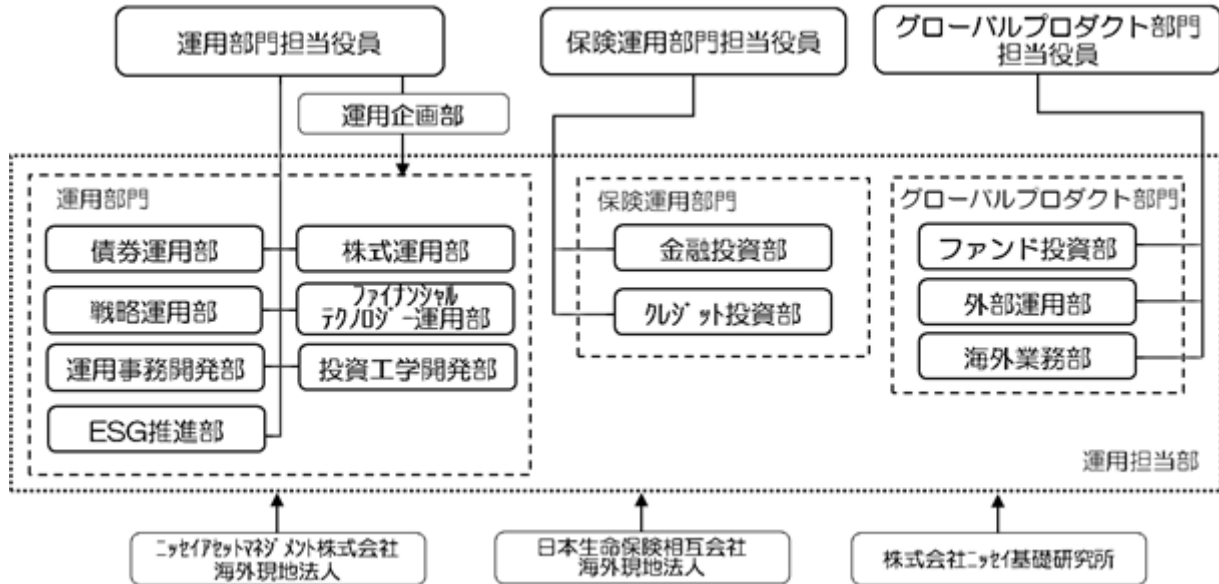 運用部門担当役員
保険運用部門担当役員
グローバルプロダクト部門
担当役員
運用企画部
運用部門
債券運用部
株式運用部
戦略運用部
ファイナンシャル
テクノロジー運用部
運用事務開発部
投資工学開発部
ESG推進部
保険運用部門
金融投資部
クレジット投資部
グローバルプロダクト部門
ファンド投資部
外部運用部
海外業務部
運用担当部
ニッセイアセットマネジメント株式会社
海外現地法人
日本生命保険相互会社
海外現地法人
株式会社ニッセイ基礎研究所